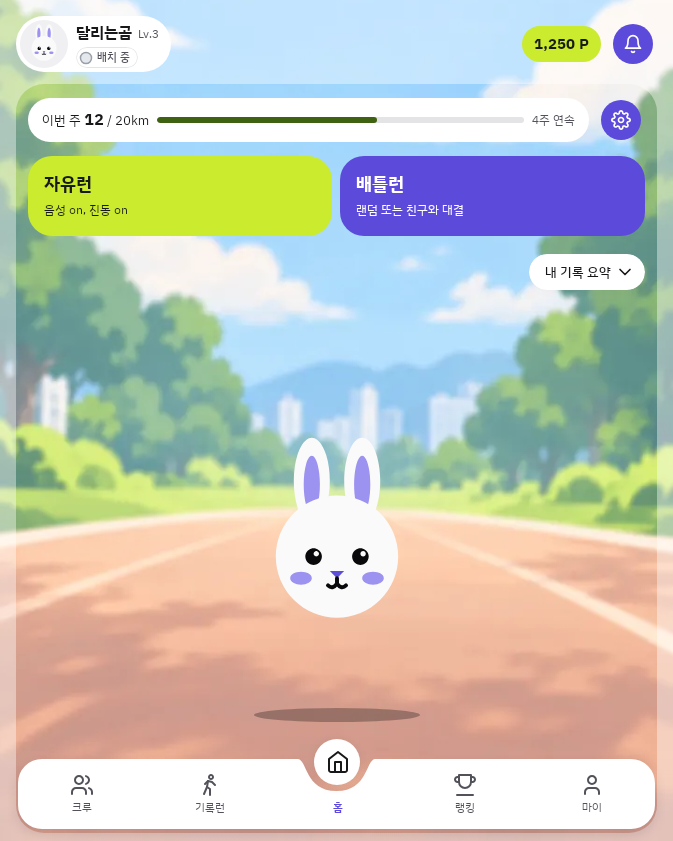 달리는곰 Lv.3
배치 중
1,250 P
이번 주 12 / 20km
4주 연속
자유런
음성 on, 진동 on
배틀런
랜덤 또는 친구와 대결
내 기록 요약
크루
기록런
홈
랭킹
마이